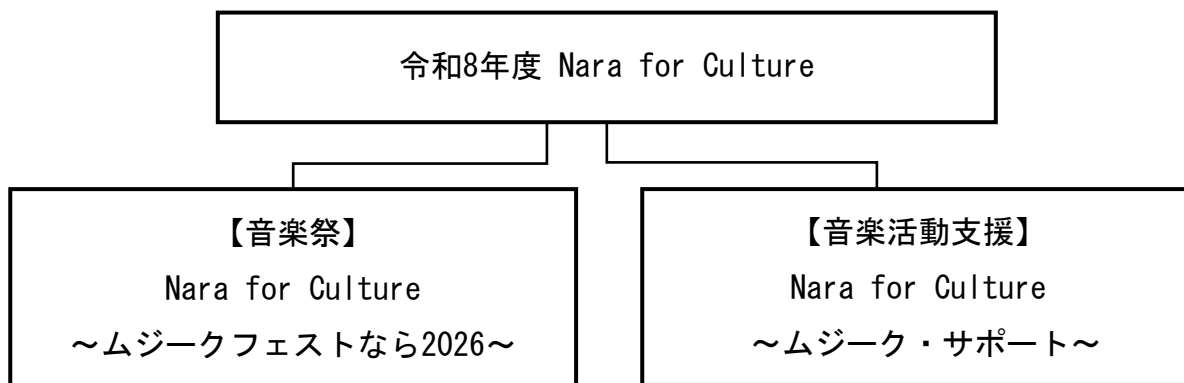 令和8年度 Nara for Culture
【音楽祭】
Nara for Culture
～ムジークフェストなら2026～
【音楽活動支援】
Nara for Culture
～ムジーク・サポート～